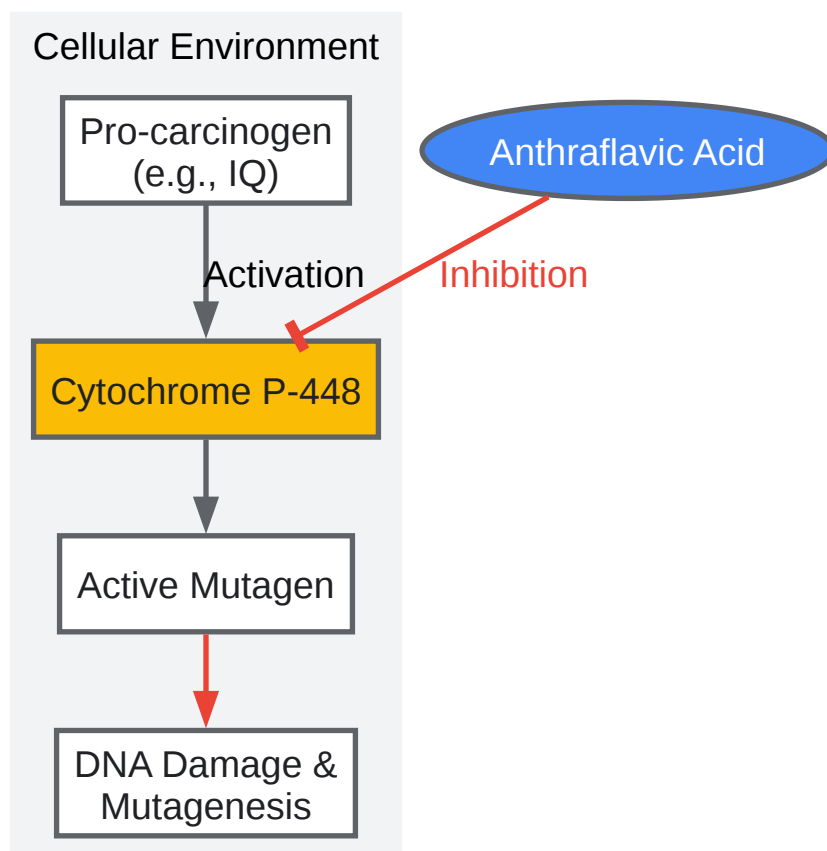 Cellular Environment
Pro-carcinogen
(e.g., IQ)
Anthraflavic Acid
Activation
Inhibition
Cytochrome P-448
Active Mutagen
DNA Damage &
Mutagenesis